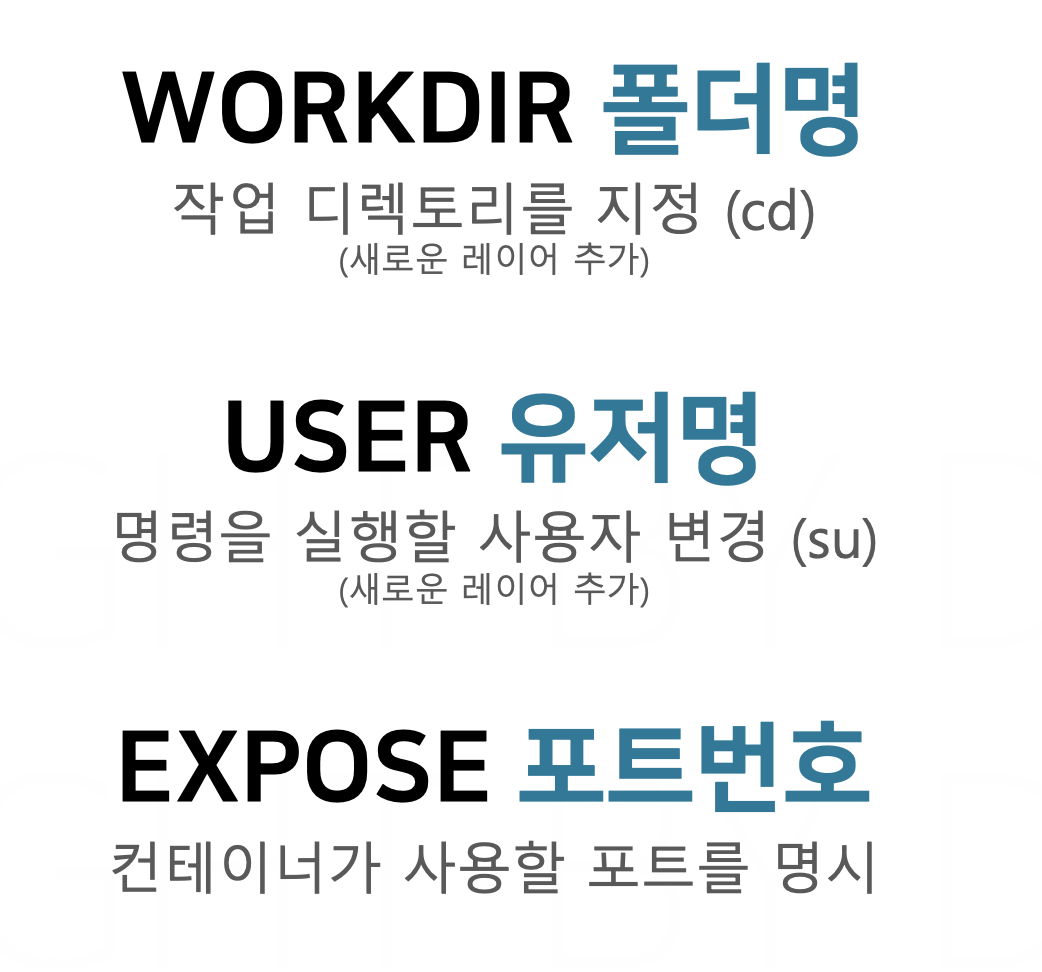 WORKDIR 폴더명
작업 디렉토리를 지정 (cd)
(새로운 레이어 추가)
USER 유저명
명령을 실행할 사용자 변경 (su)
(새로운 레이어 추가)
EXPOSE 포트번호
컨테이너가 사용할 포트를 명시